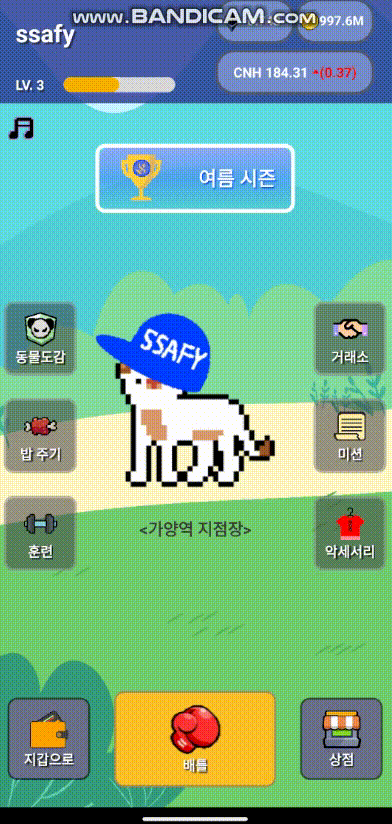 www.BANDICAM.com
ssafy
997.6M
LV. 3
CNH 184.31 (0.37)
여름 시즌
동물도감
거래소
SSAFY
밥 주기
미션
훈련
<가양역 지점장>
2
악세서리
지갑으로
배틀
상점